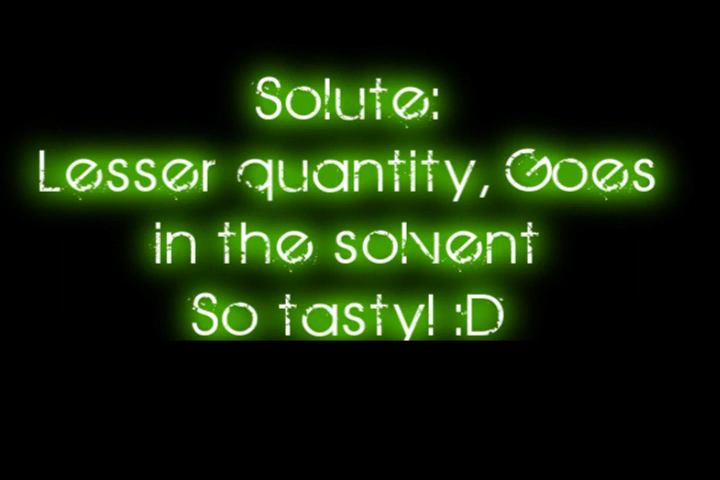 Solute:
Lesser quantity, Goes
in the solvent
So tasty! :D